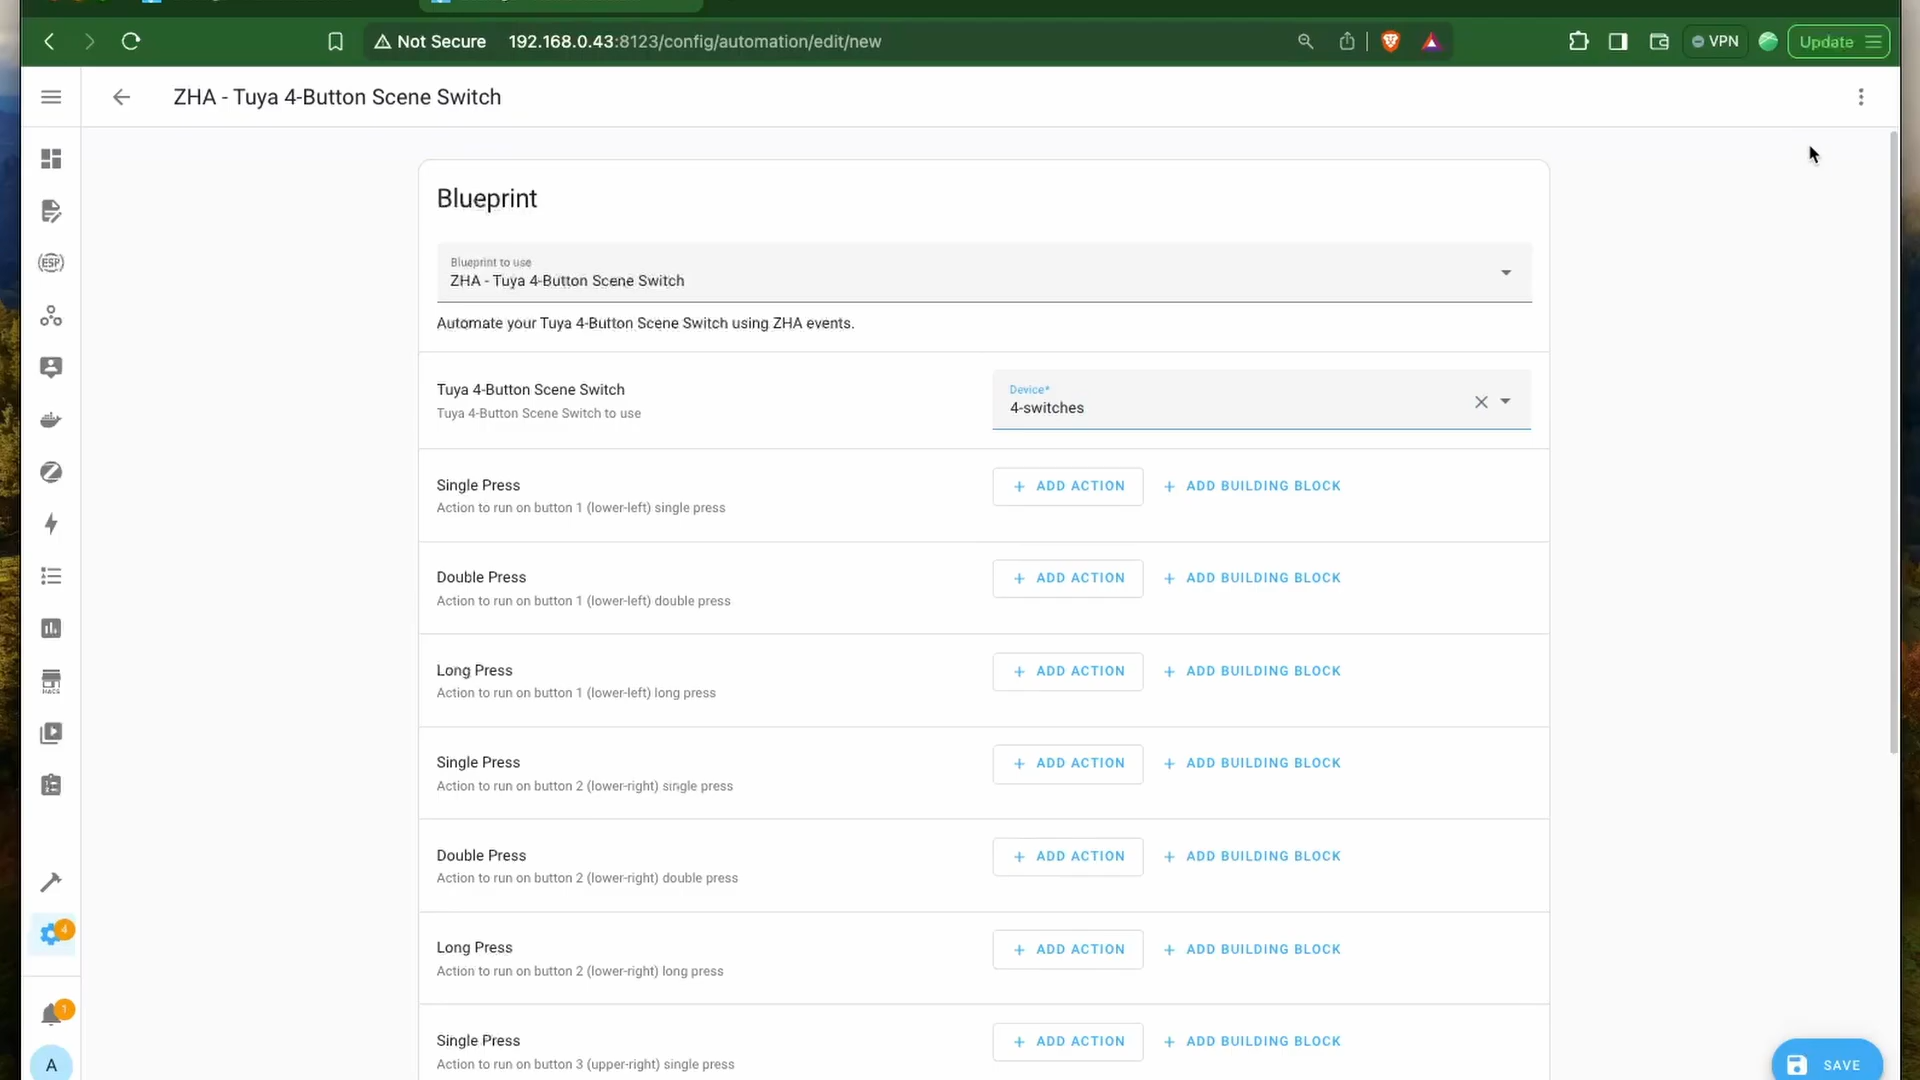 Not Secure 192.168.0.43:8123/config/automation/edit/new VPN Update
ZHA - Tuya 4-Button Scene Switch
Blueprint
Blueprint to use
ZHA - Tuya 4-Button Scene Switch
Automate your Tuya 4-Button Scene Switch using ZHA events.
Tuya 4-Button Scene Switch
Tuya 4-Button Scene Switch to use
Device*
4-switches
Single Press
Action to run on button 1 (lower-left) single press
+ ADD ACTION + ADD BUILDING BLOCK
Double Press
Action to run on button 1 (lower-left) double press
+ ADD ACTION + ADD BUILDING BLOCK
Long Press
Action to run on button 1 (lower-left) long press
+ ADD ACTION + ADD BUILDING BLOCK
Single Press
Action to run on button 2 (lower-right) single press
+ ADD ACTION + ADD BUILDING BLOCK
Double Press
Action to run on button 2 (lower-right) double press
+ ADD ACTION + ADD BUILDING BLOCK
Long Press
Action to run on button 2 (lower-right) long press
+ ADD ACTION + ADD BUILDING BLOCK
Single Press
Action to run on button 3 (upper-right) single press
+ ADD ACTION + ADD BUILDING BLOCK
ESP
HACS
4
1
A
SAVE